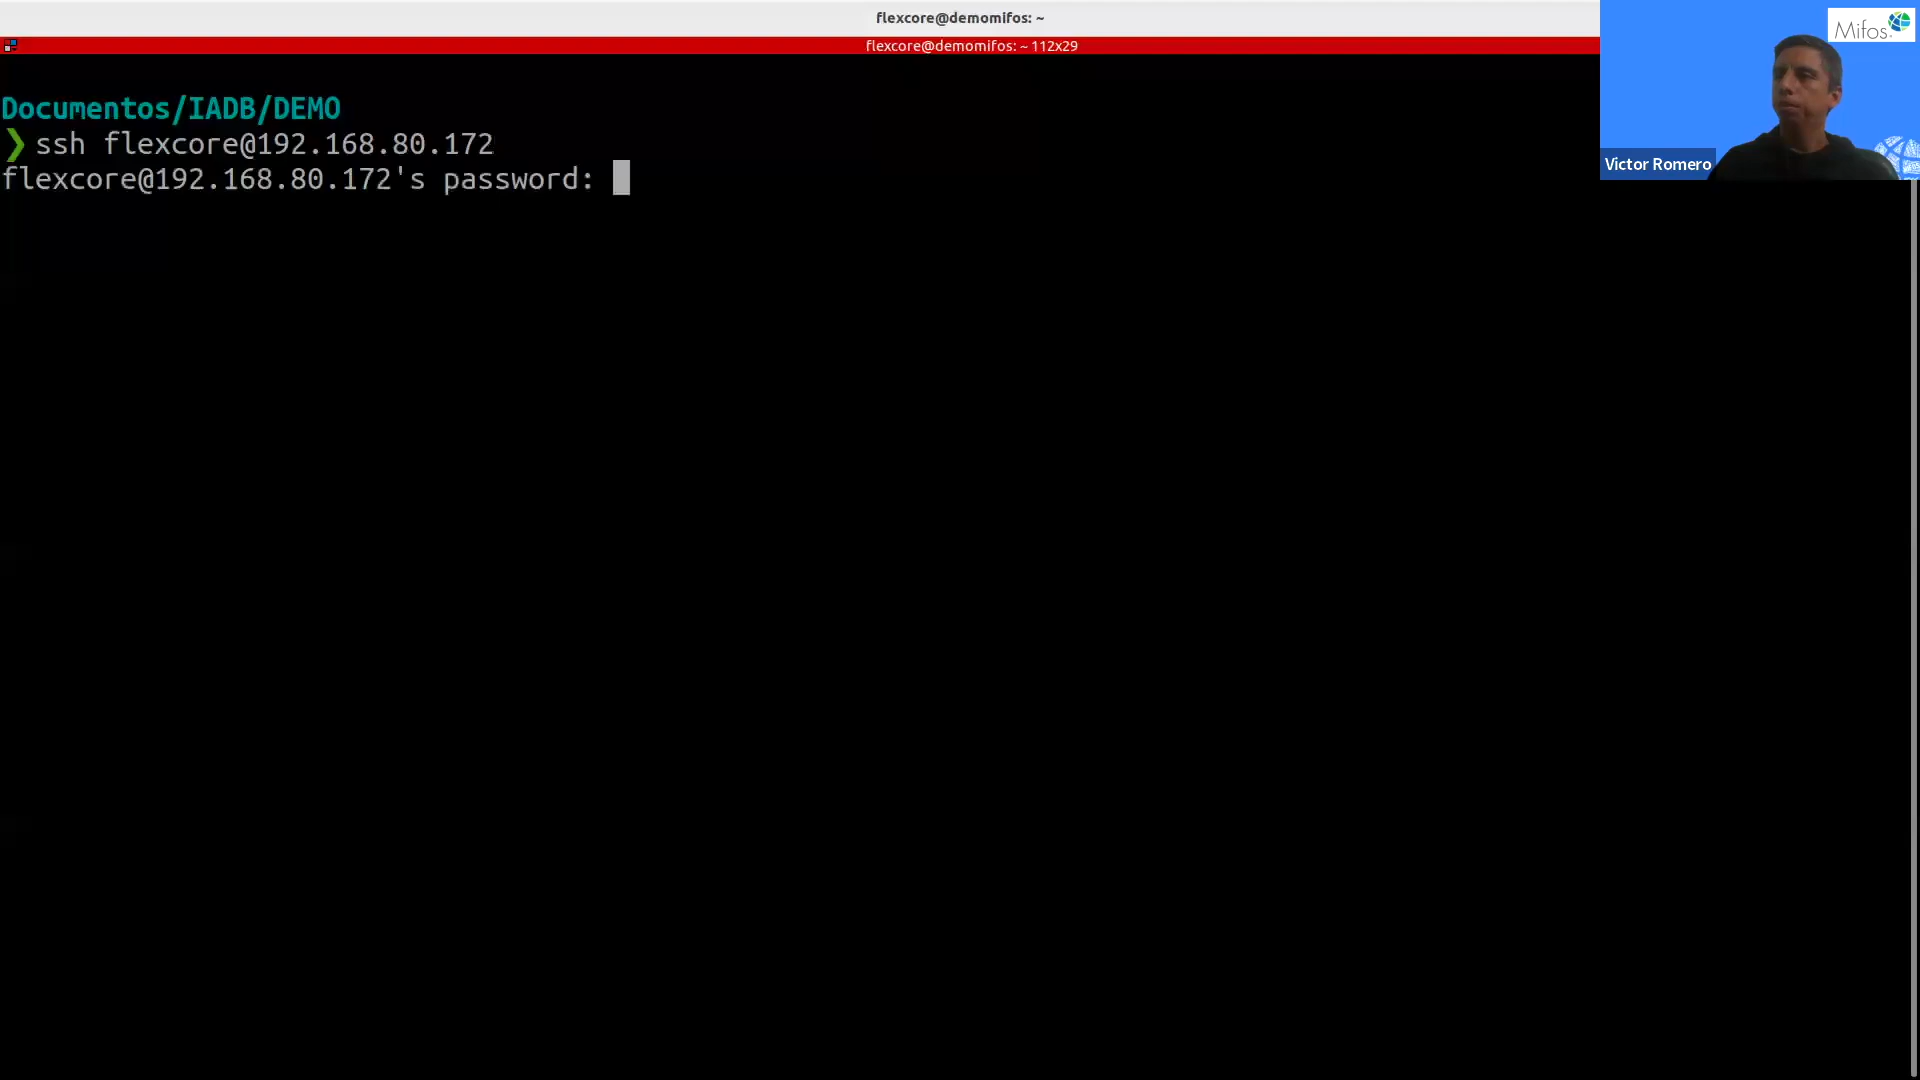 flexcore@demomifos: ~
flexcore@demomifos: ~ 112x29
Mifos
Victor Romero
Documentos/IADB/DEMO
❯ ssh flexcore@192.168.80.172
flexcore@192.168.80.172's password: